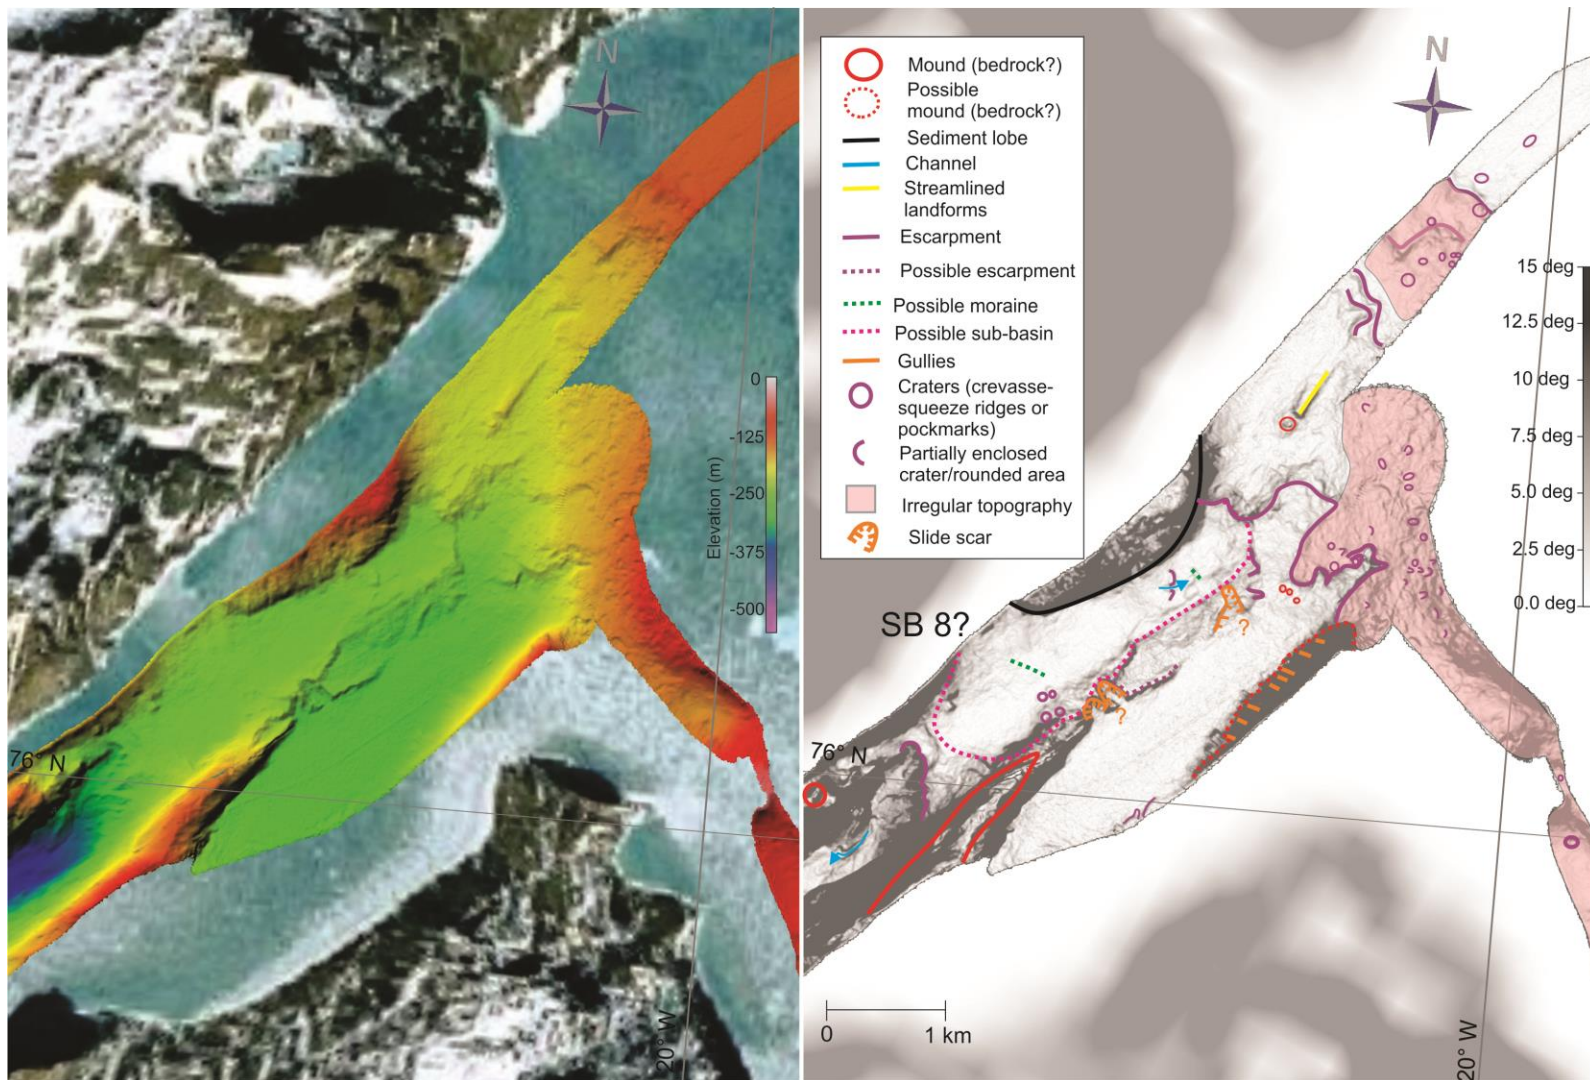 N
0
-125
-250
-375
-500
Elevation (m)
76° N
20° W
Mound (bedrock?)
Possible
mound (bedrock?)
Sediment lobe
Channel
Streamlined
landforms
Escarpment
Possible escarpment
Possible moraine
Possible sub-basin
Gullies
Craters (crevasse-
squeeze ridges or
pockmarks)
Partially enclosed
crater/rounded area
Irregular topography
Slide scar
N
15 deg
12.5 deg
10 deg
7.5 deg
5.0 deg
2.5 deg
0.0 deg
SB 8?
?
?
76° N
0
1 km
20° W